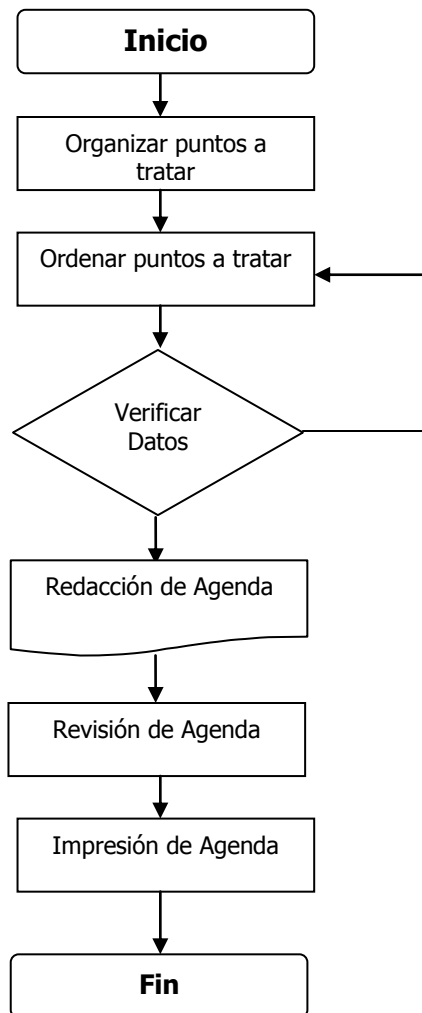 Inicio
Organizar puntos a
tratar
Ordenar puntos a tratar
Verificar
Datos
Redacción de Agenda
Revisión de Agenda
Impresión de Agenda
Fin